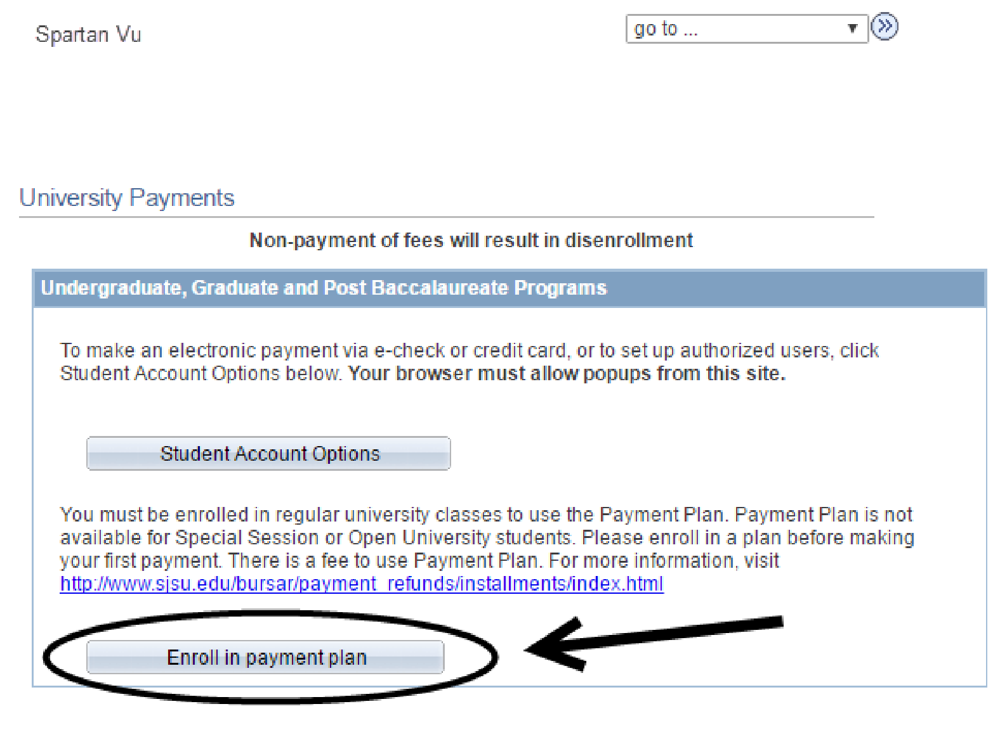 Spartan Vu
go to ...
University Payments
Non-payment of fees will result in disenrollment
Undergraduate, Graduate and Post Baccalaureate Programs
To make an electronic payment via e-check or credit card, or to set up authorized users, click
Student Account Options below. Your browser must allow popups from this site.
Student Account Options
You must be enrolled in regular university classes to use the Payment Plan. Payment Plan is not
available for Special Session or Open University students. Please enroll in a plan before making
your first payment. There is a fee to use Payment Plan. For more information, visit
http://www.sjsu.edu/bursar/payment_refunds/installments/index.html
Enroll in payment plan